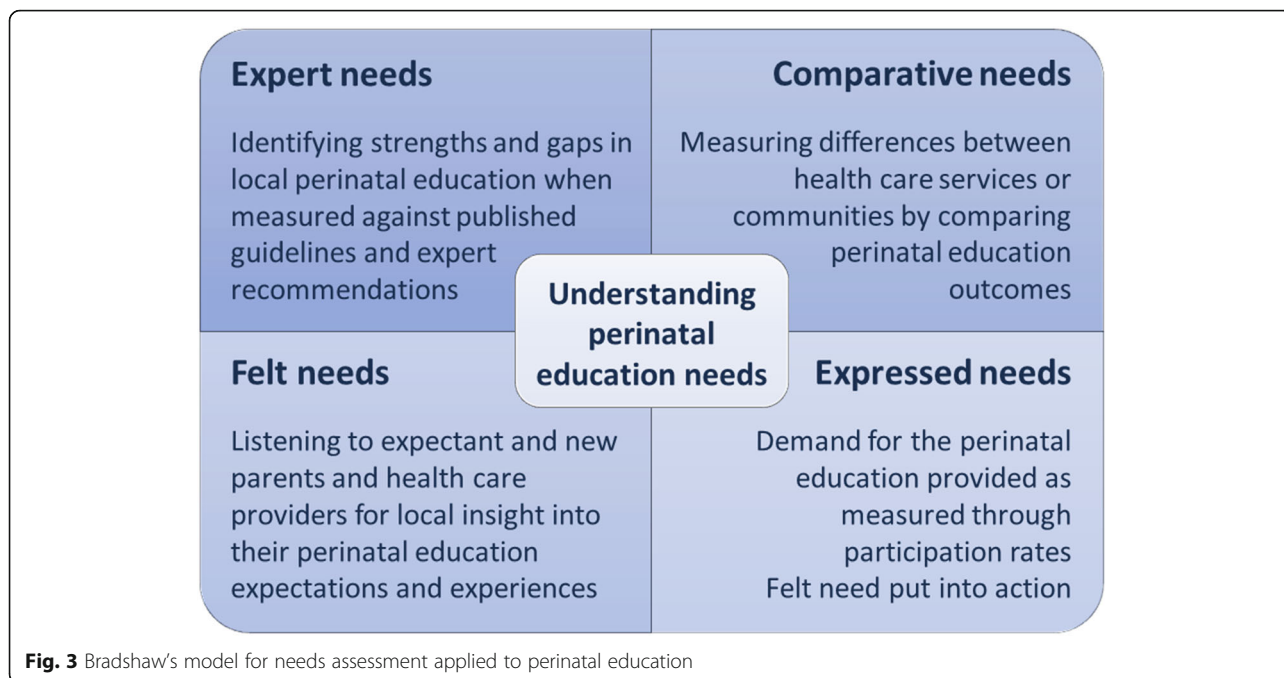 Expert needs
Identifying strengths and gaps in
local perinatal education when
measured against published
guidelines and expert
recommendations
Comparative needs
Measuring differences between
health care services or
communities by comparing
perinatal education
outcomes
Understanding
perinatal
education needs
Felt needs
Listening to expectant and new
parents and health care
providers for local insight into
their perinatal education
expectations and experiences
Expressed needs
Demand for the perinatal
education provided as
measured through
participation rates
Felt need put into action
Fig. 3 Bradshaw's model for needs assessment applied to perinatal education